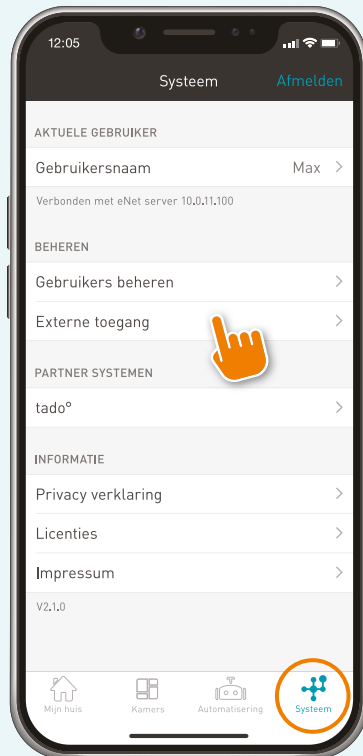 12:05
Systeem Afmelden
AKTUELE GEBRUIKER
Gebruikersnaam Max
Verbonden met eNet server 10.0.11.100
BEHEREN
Gebruikers beheren
Externe toegang
PARTNER SYSTEMEN
tado°
INFORMATIE
Privacy verklaring
Licenties
Impressum
V2.1.0
Mijn huis Kamers Automatisering Systeem